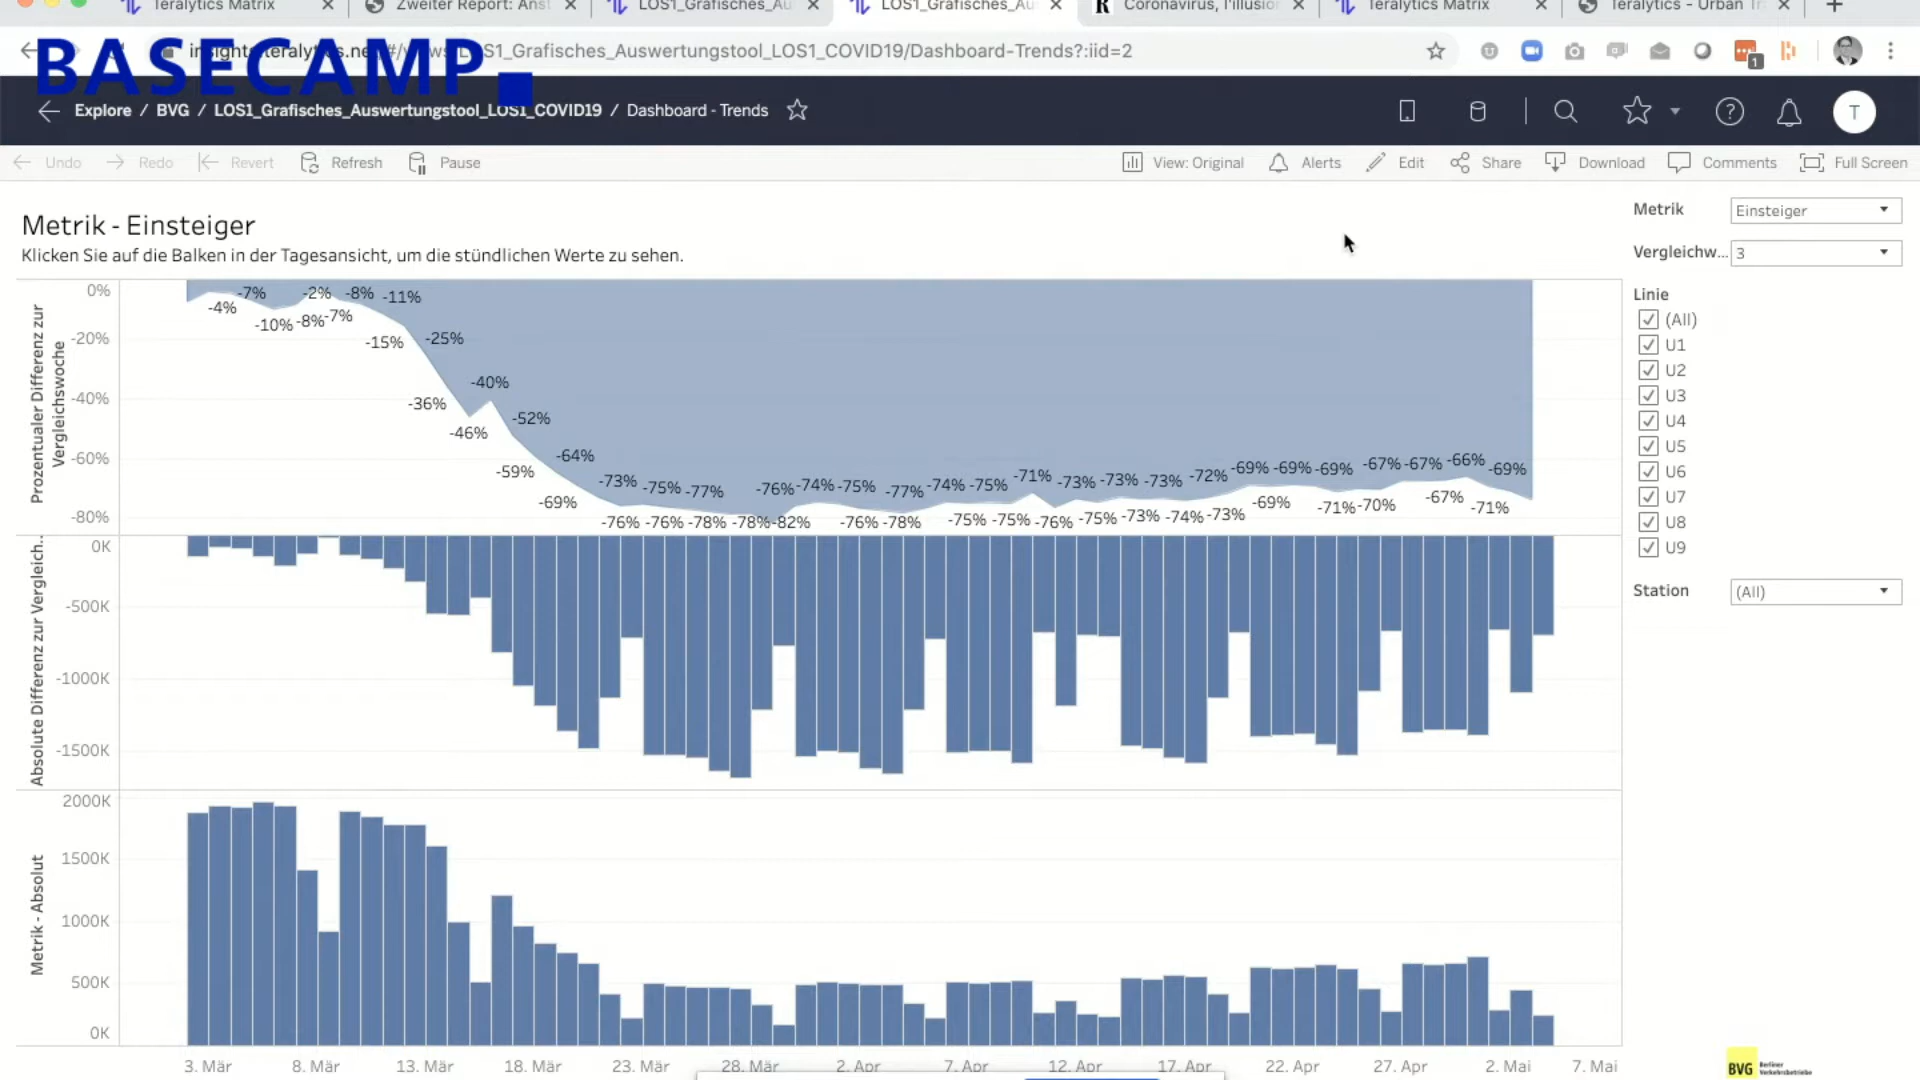 Teralytics Matrix
Zweiter Report: Anst
LOS1_Grafisches_Au
LOS1_Grafisches_Au
Coronavirus, l'illusion
Teralytics Matrix
Teralytics - Urban Tr
BASECAMP
LOS1_Grafisches_Auswertungstool_LOS1_COVID19/Dashboard-Trends?:iid=2
1
Explore / BVG / LOS1_Grafisches_Auswertungstool_LOS1_COVID19 / Dashboard - Trends
T
Undo Redo Revert Refresh Pause View: Original Alerts Edit Share Download Comments Full Screen
Metrik - Einsteiger
Klicken Sie auf die Balken in der Tagesansicht, um die stündlichen Werte zu sehen.
Metrik Einsteiger
Vergleichw... 3
Linie
(All)
U1
U2
U3
U4
U5
U6
U7
U8
U9
Station (All)
Prozentualer Differenz zur
Vergleichswoche
0%
-20%
-40%
-60%
-80%
-7% -2% -8% -11%
-4% -10% -8% -7%
-15% -25%
-40%
-36%
-52%
-46%
-64%
-59%
-69%
-73% -75% -77% -76% -74% -75% -77% -74% -75% -71% -73% -73% -73% -72% -69% -69% -69% -67% -67% -66% -69%
-76% -76% -78% -78% -82% -76% -78% -75% -75% -76% -75% -73% -74% -73% -69% -71% -70% -67% -71%
Absolute Differenz zur Vergleich..
0K
-500K
-1000K
-1500K
Metrik - Absolut
2000K
1500K
1000K
500K
0K
3. Mär 8. Mär 13. Mär 18. Mär 23. Mär 28. Mär 2. Apr 7. Apr 12. Apr 17. Apr 22. Apr 27. Apr 2. Mai 7. Mai
BVG Berliner
Verkehrsbetriebe